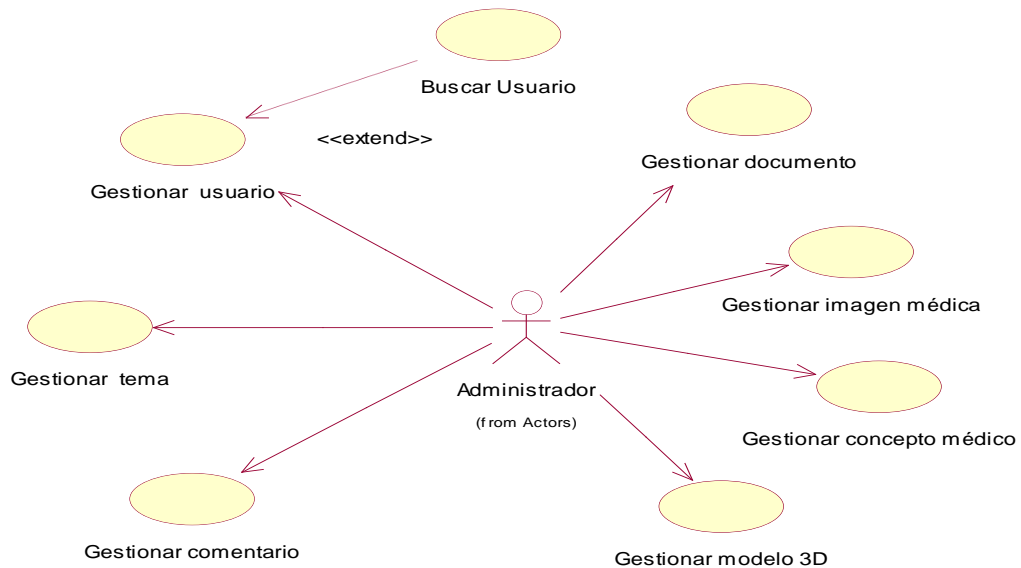 Buscar Usuario
<<extend>>
Gestionar documento
Gestionar usuario
Gestionar imagen médica
Gestionar tema
Administrador
(from Actors)
Gestionar concepto médico
Gestionar comentario
Gestionar modelo 3D